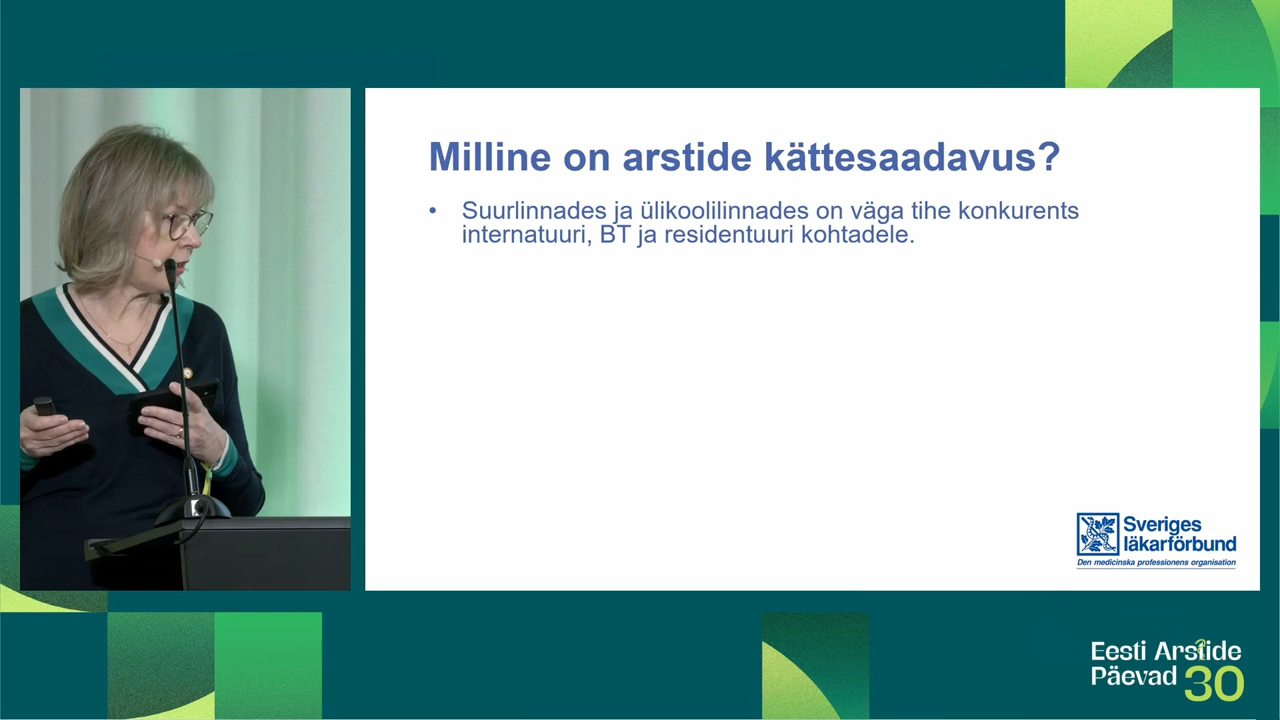 Milline on arstide kättesaadavus?
• Suurlinnades ja ülikoolilinnades on väga tihe konkurents
internatuuri, BT ja residentuuri kohtadele.
Sveriges
läkarförbund
Den medicinska professionens organisation
Eesti Arstide
Päevad 30